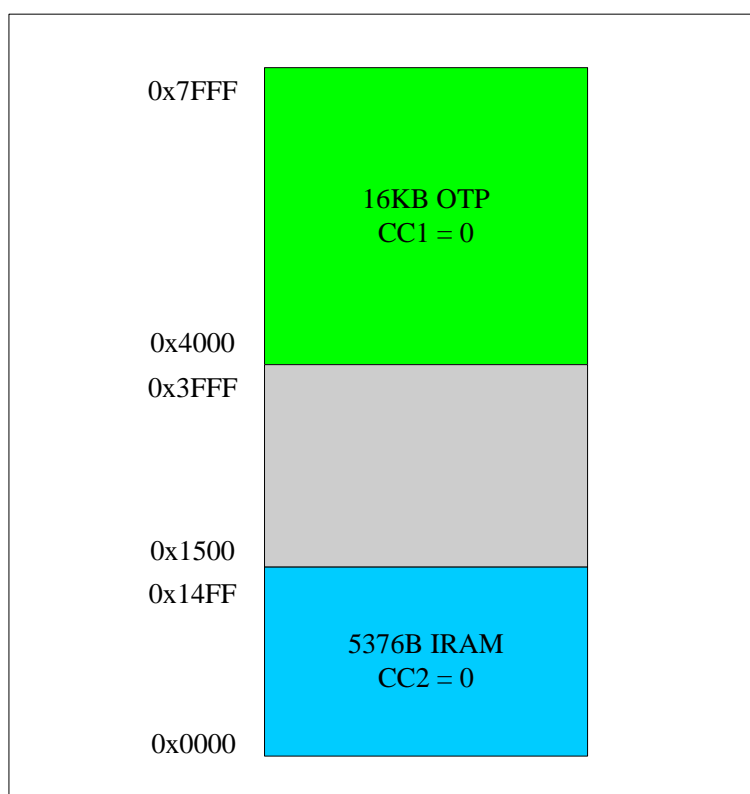 0x7FFF
16KB OTP
CC1 = 0
0x4000
0x3FFF
0x1500
0x14FF
5376B IRAM
CC2 = 0
0x0000